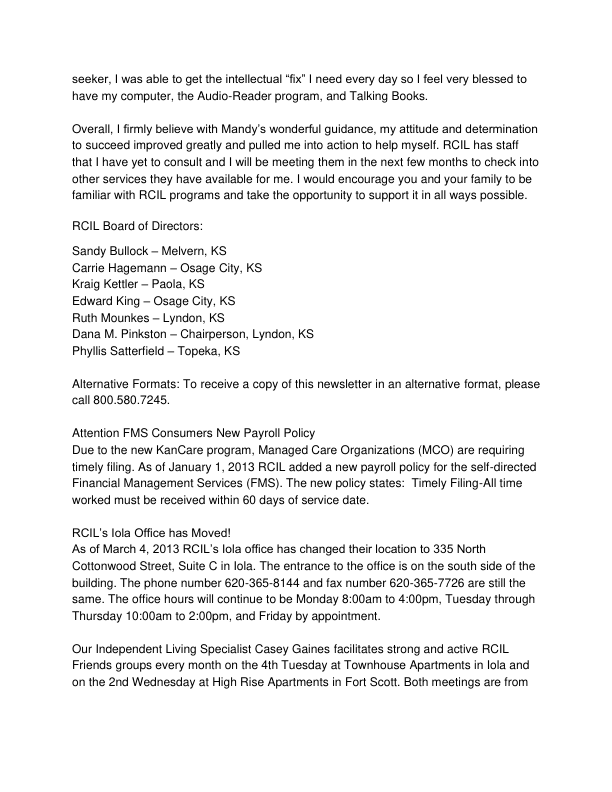 seeker, I was able to get the intellectual “fix” I need every day so I feel very blessed to
have my computer, the Audio-Reader program, and Talking Books.
Overall, I firmly believe with Mandy’s wonderful guidance, my attitude and determination
to succeed improved greatly and pulled me into action to help myself. RCIL has staff
that I have yet to consult and I will be meeting them in the next few months to check into
other services they have available for me. I would encourage you and your family to be
familiar with RCIL programs and take the opportunity to support it in all ways possible.
RCIL Board of Directors:
Sandy Bullock – Melvern, KS
Carrie Hagemann – Osage City, KS
Kraig Kettler – Paola, KS
Edward King – Osage City, KS
Ruth Mounkes – Lyndon, KS
Dana M. Pinkston – Chairperson, Lyndon, KS
Phyllis Satterfield – Topeka, KS
Alternative Formats: To receive a copy of this newsletter in an alternative format, please
call 800.580.7245.
Attention FMS Consumers New Payroll Policy
Due to the new KanCare program, Managed Care Organizations (MCO) are requiring
timely filing. As of January 1, 2013 RCIL added a new payroll policy for the self-directed
Financial Management Services (FMS). The new policy states:  Timely Filing-All time
worked must be received within 60 days of service date.
RCIL’s Iola Office has Moved!
As of March 4, 2013 RCIL’s Iola office has changed their location to 335 North
Cottonwood Street, Suite C in Iola. The entrance to the office is on the south side of the
building. The phone number 620-365-8144 and fax number 620-365-7726 are still the
same. The office hours will continue to be Monday 8:00am to 4:00pm, Tuesday through
Thursday 10:00am to 2:00pm, and Friday by appointment.
Our Independent Living Specialist Casey Gaines facilitates strong and active RCIL
Friends groups every month on the 4th Tuesday at Townhouse Apartments in Iola and
on the 2nd Wednesday at High Rise Apartments in Fort Scott. Both meetings are from